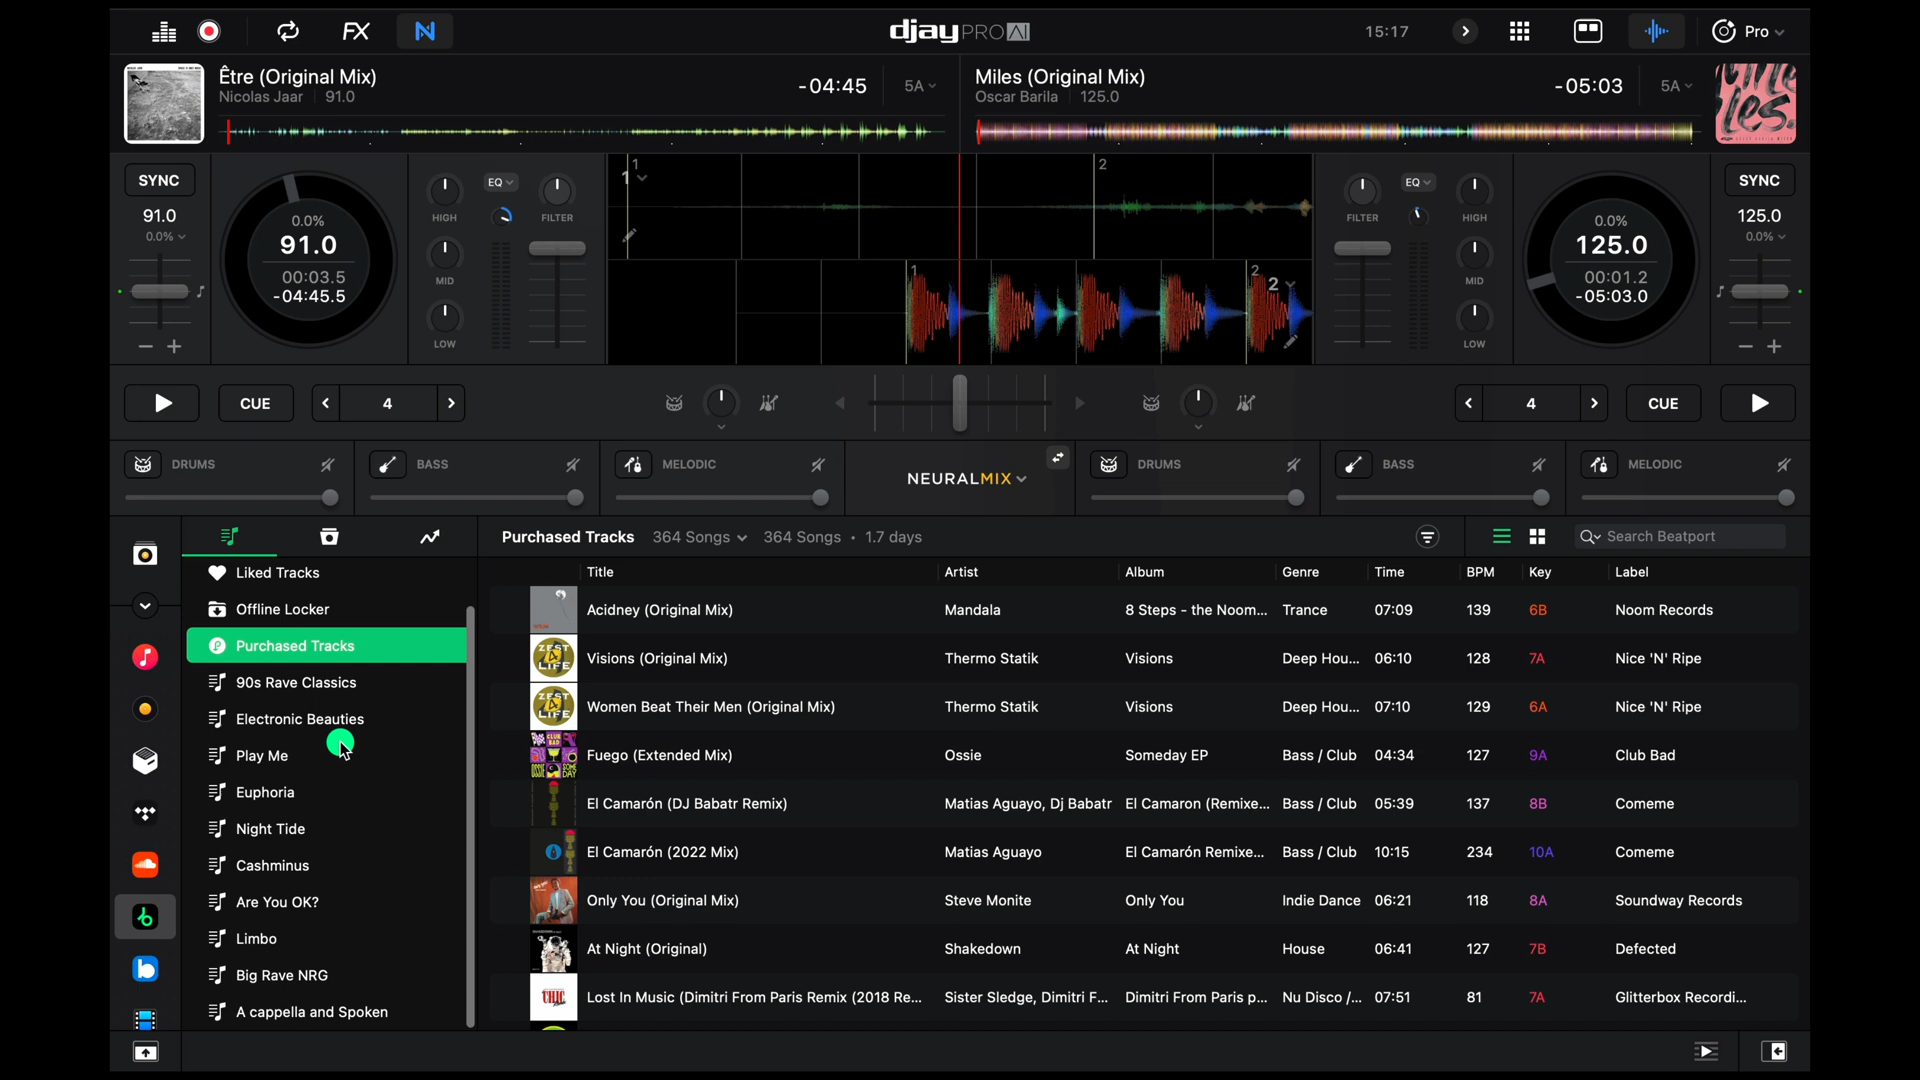 FX
N
djay PRO AI
15:17
Pro
Être (Original Mix)
Nicolas Jaar 91.0
-04:45
5A
Miles (Original Mix)
Oscar Barila 125.0
-05:03
5A
SYNC
91.0
0.0%
0.0%
91.0
00:03.5
-04:45.5
HIGH
EQ
FILTER
MID
LOW
1
1
2
1
2
2
FILTER
EQ
HIGH
MID
LOW
0.0%
125.0
00:01.2
-05:03.0
SYNC
125.0
0.0%
CUE
4
4
CUE
DRUMS
BASS
MELODIC
NEURALMIX
DRUMS
BASS
MELODIC
Purchased Tracks 364 Songs 364 Songs • 1.7 days
Search Beatport
Liked Tracks
Offline Locker
Purchased Tracks
90s Rave Classics
Electronic Beauties
Play Me
Euphoria
Night Tide
Cashminus
Are You OK?
Limbo
Big Rave NRG
A cappella and Spoken
Title Artist Album Genre Time BPM Key Label
Acidney (Original Mix) Mandala 8 Steps - the Noom... Trance 07:09 139 6B Noom Records
Visions (Original Mix) Thermo Statik Visions Deep Hou... 06:10 128 7A Nice 'N' Ripe
Women Beat Their Men (Original Mix) Thermo Statik Visions Deep Hou... 07:10 129 6A Nice 'N' Ripe
Fuego (Extended Mix) Ossie Someday EP Bass / Club 04:34 127 9A Club Bad
El Camarón (DJ Babatr Remix) Matias Aguayo, Dj Babatr El Camaron (Remixe... Bass / Club 05:39 137 8B Comeme
El Camarón (2022 Mix) Matias Aguayo El Camarón Remixe... Bass / Club 10:15 234 10A Comeme
Only You (Original Mix) Steve Monite Only You Indie Dance 06:21 118 8A Soundway Records
At Night (Original) Shakedown At Night House 06:41 127 7B Defected
Lost In Music (Dimitri From Paris Remix (2018 Re... Sister Sledge, Dimitri F... Dimitri From Paris p... Nu Disco /... 07:51 81 7A Glitterbox Recordi...